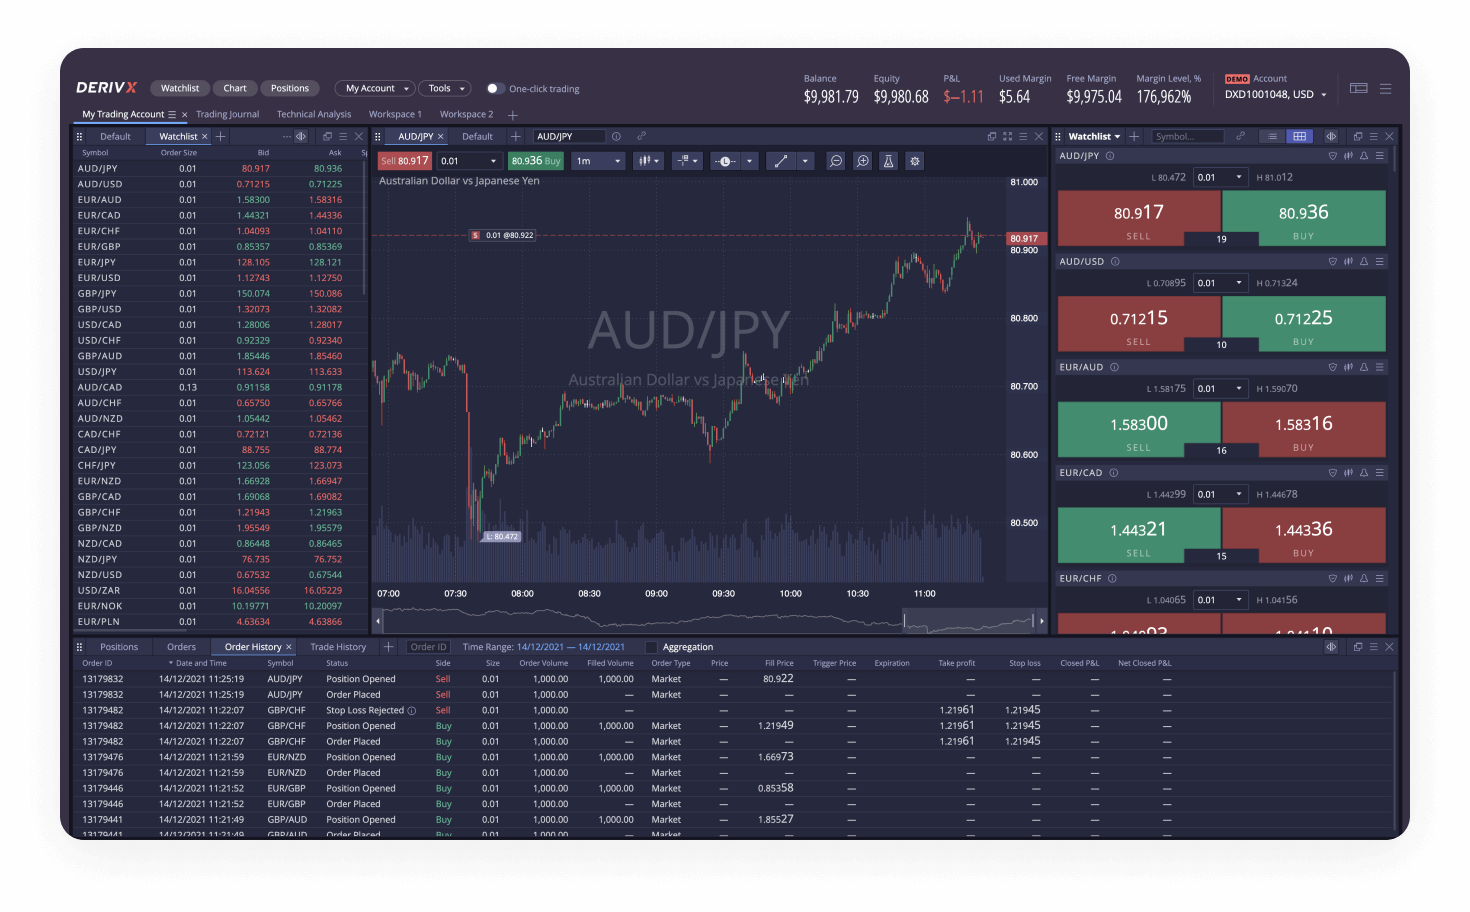 DERIV X Watchlist Chart Positions My Account Tools One-click trading
Balance Equity P&L Used Margin Free Margin Margin Level, % DEMO Account
$9,981.79 $9,980.68 $−1.11 $5.64 $9,975.04 176,962% DXD1001048, USD
My Trading Account Trading Journal Technical Analysis Workspace 1 Workspace 2
Default Watchlist
Symbol Order Size Bid Ask
AUD/JPY 0.01 80.917 80.936
AUD/USD 0.01 0.71215 0.71225
EUR/AUD 0.01 1.58300 1.58316
EUR/CAD 0.01 1.44321 1.44336
EUR/CHF 0.01 1.04093 1.04110
EUR/GBP 0.01 0.85357 0.85369
EUR/JPY 0.01 128.105 128.121
EUR/USD 0.01 1.12743 1.12750
GBP/JPY 0.01 150.074 150.086
GBP/USD 0.01 1.32073 1.32082
USD/CAD 0.01 1.28006 1.28017
USD/CHF 0.01 0.92329 0.92340
GBP/AUD 0.01 1.85446 1.85460
USD/JPY 0.01 113.624 113.633
AUD/CAD 0.13 0.91158 0.91178
AUD/CHF 0.01 0.65750 0.65766
AUD/NZD 0.01 1.05442 1.05462
CAD/CHF 0.01 0.72121 0.72136
CAD/JPY 0.01 88.755 88.774
CHF/JPY 0.01 123.056 123.073
EUR/NZD 0.01 1.66928 1.66947
GBP/CAD 0.01 1.69068 1.69082
GBP/CHF 0.01 1.21943 1.21963
GBP/NZD 0.01 1.95549 1.95579
NZD/CAD 0.01 0.86448 0.86465
NZD/JPY 0.01 76.735 76.752
NZD/USD 0.01 0.67532 0.67544
USD/ZAR 0.01 16.04556 16.05229
EUR/NOK 0.01 10.19771 10.20097
EUR/PLN 0.01 4.63634 4.63866
AUD/JPY Default AUD/JPY
Sell 80.917 0.01 80.936 Buy 1m
Australian Dollar vs Japanese Yen
S 0.01 @80.922
AUD/JPY
Australian Dollar vs Japanese Yen
L: 80.472
81.000
80.917
80.900
80.800
80.700
80.600
80.500
07:00 07:30 08:00 08:30 09:00 09:30 10:00 10:30 11:00
Watchlist Symbol...
AUD/JPY
L 80.472 0.01 H 81.012
80.917 80.936
SELL 19 BUY
AUD/USD
L 0.70895 0.01 H 0.71324
0.71215 0.71225
SELL 10 BUY
EUR/AUD
L 1.58175 0.01 H 1.59070
1.58300 1.58316
SELL 16 BUY
EUR/CAD
L 1.44299 0.01 H 1.44678
1.44321 1.44336
SELL 15 BUY
EUR/CHF
L 1.04065 0.01 H 1.04156
Positions Orders Order History Trade History Order ID Time Range: 14/12/2021 — 14/12/2021 Aggregation
Order ID Date and Time Symbol Status Side Size Order Volume Filled Volume Order Type Price Fill Price Trigger Price Expiration Take profit Stop loss Closed P&L Net Closed P&L
13179832 14/12/2021 11:25:19 AUD/JPY Position Opened Sell 0.01 1,000.00 1,000.00 Market — 80.922 — — — — — —
13179832 14/12/2021 11:25:19 AUD/JPY Order Placed Sell 0.01 1,000.00 — Market — — — — — — —
13179482 14/12/2021 11:22:07 GBP/CHF Stop Loss Rejected Sell 0.01 1,000.00 — — — 1.21961 1.21945 — —
13179482 14/12/2021 11:22:07 GBP/CHF Position Opened Buy 0.01 1,000.00 1,000.00 Market — 1.21949 — — 1.21961 1.21945 — —
13179482 14/12/2021 11:22:07 GBP/CHF Order Placed Buy 0.01 1,000.00 — Market — — — 1.21961 1.21945 — —
13179476 14/12/2021 11:21:59 EUR/NZD Position Opened Buy 0.01 1,000.00 1,000.00 Market — 1.66973 — — — — — —
13179476 14/12/2021 11:21:59 EUR/NZD Order Placed Buy 0.01 1,000.00 — Market — — — — — — —
13179446 14/12/2021 11:21:52 EUR/GBP Position Opened Buy 0.01 1,000.00 1,000.00 Market — 0.85358 — — — — — —
13179446 14/12/2021 11:21:52 EUR/GBP Order Placed Buy 0.01 1,000.00 — Market — — — — — — —
13179441 14/12/2021 11:21:49 GBP/AUD Position Opened Buy 0.01 1,000.00 1,000.00 Market — 1.85527 — — — — — —
13179441 14/12/2021 11:21:49 GBP/AUD Order Placed Buy 0.01 1,000.00 — Market — — — — — — —